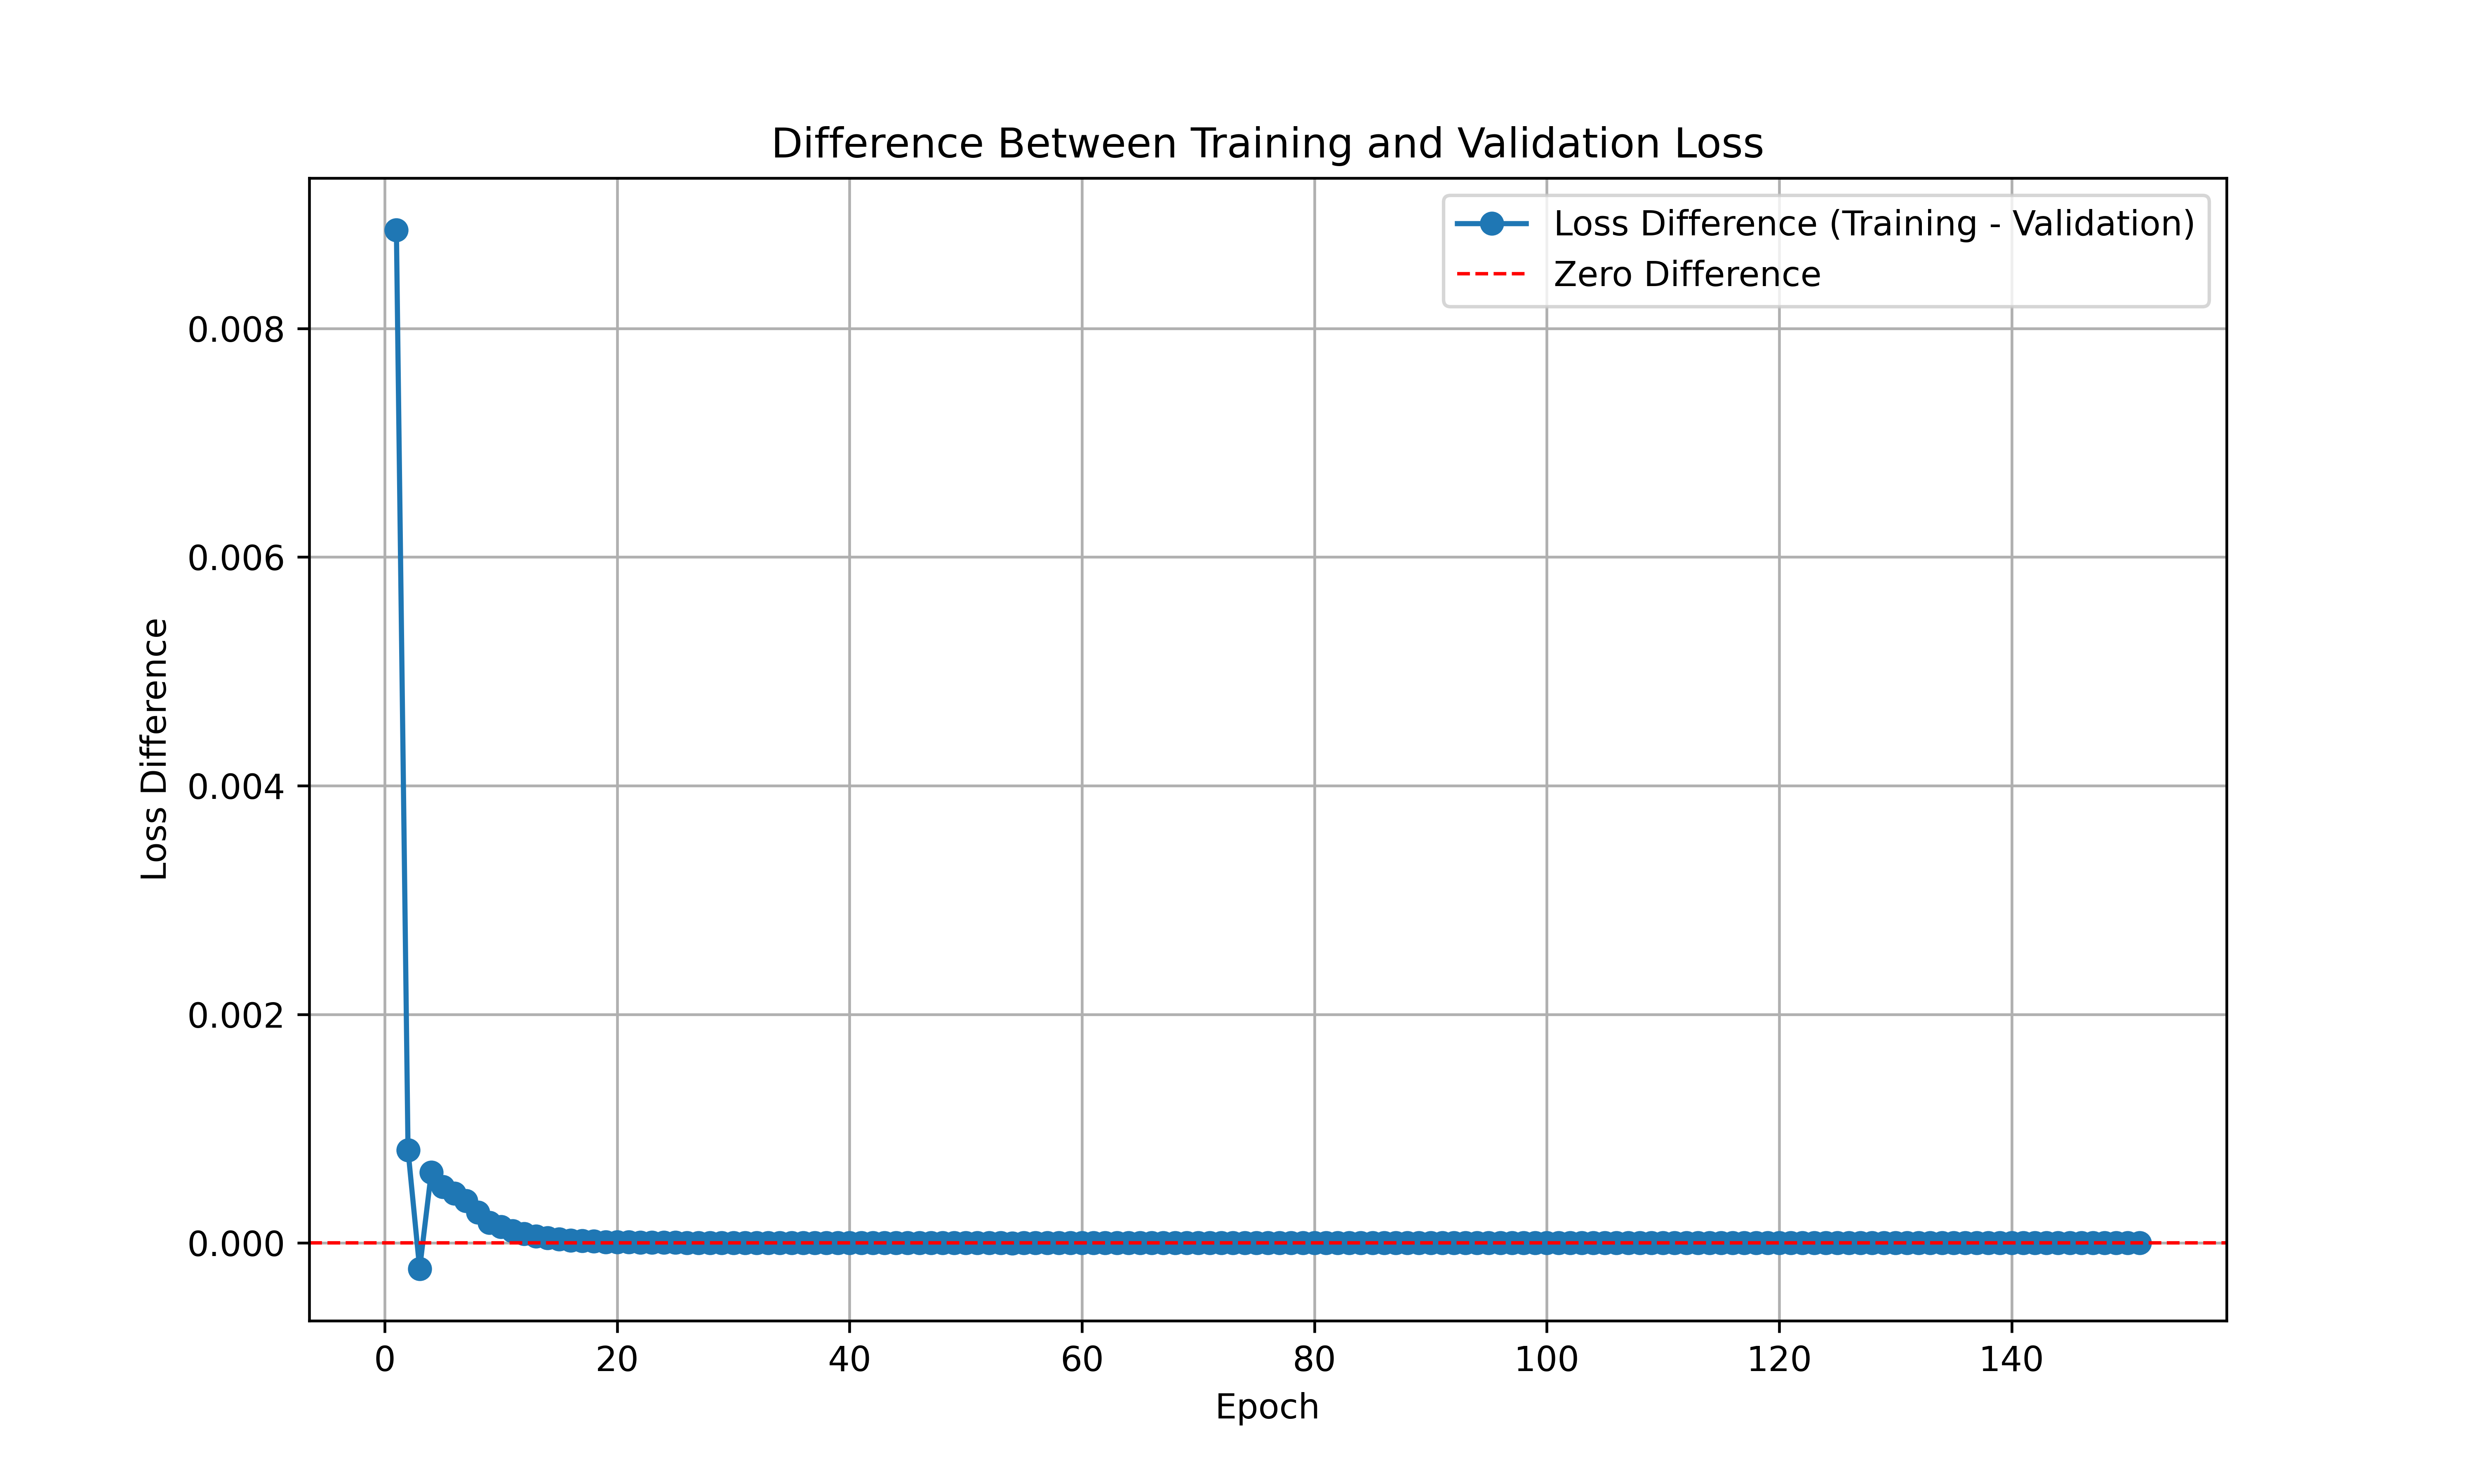 Difference Between Training and Validation Loss
Loss Difference (Training - Validation)
Zero Difference
Loss Difference
0.008
0.006
0.004
0.002
0.000
0 20 40 60 80 100 120 140
Epoch